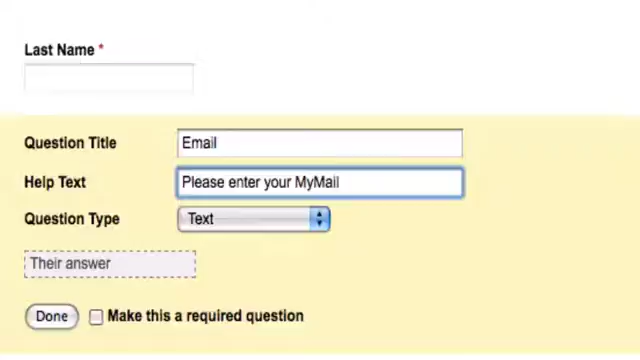 Last Name *
Question Title Email
Help Text Please enter your MyMail
Question Type Text
Their answer
Done Make this a required question